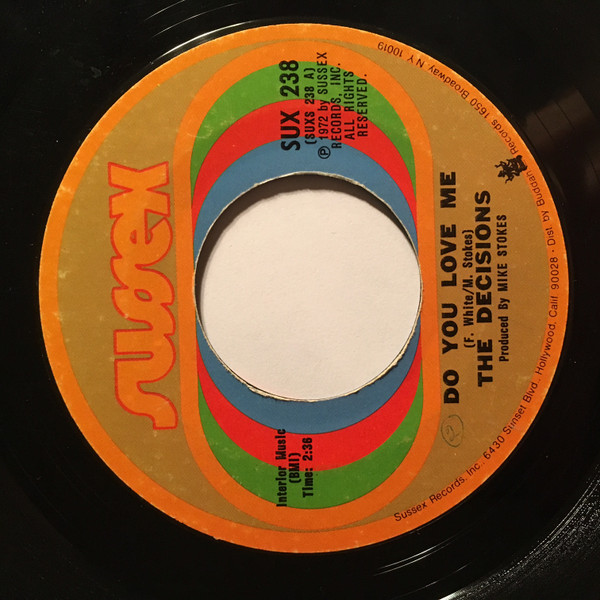 sussex
Interior Music
(BMI)
Time: 2:36
SUX 238
(SUXS 238 A)
℗ 1972 by SUSSEX
RECORDS, INC.
ALL RIGHTS
RESERVED.
DO YOU LOVE ME
(F. White/M. Stokes)
THE DECISIONS
Produced By MIKE STOKES
Sussex Records, Inc., 6430 Sunset Blvd., Hollywood, Calif. 90028 • Dist. by Buddah Records 1650 Broadway, N.Y. 10019